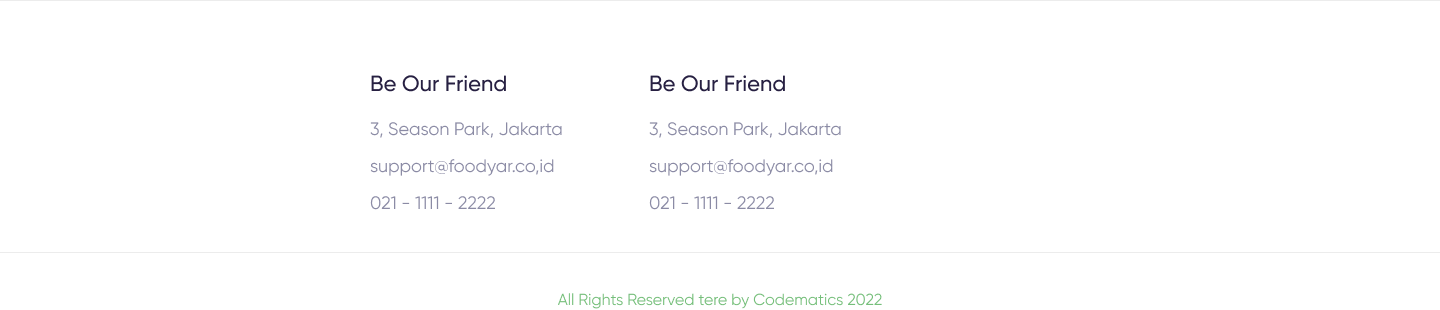 Be Our Friend
3, Season Park, Jakarta
support@foodyar.co,id
021 - 1111 - 2222
Be Our Friend
3, Season Park, Jakarta
support@foodyar.co,id
021 - 1111 - 2222
All Rights Reserved tere by Codematics 2022